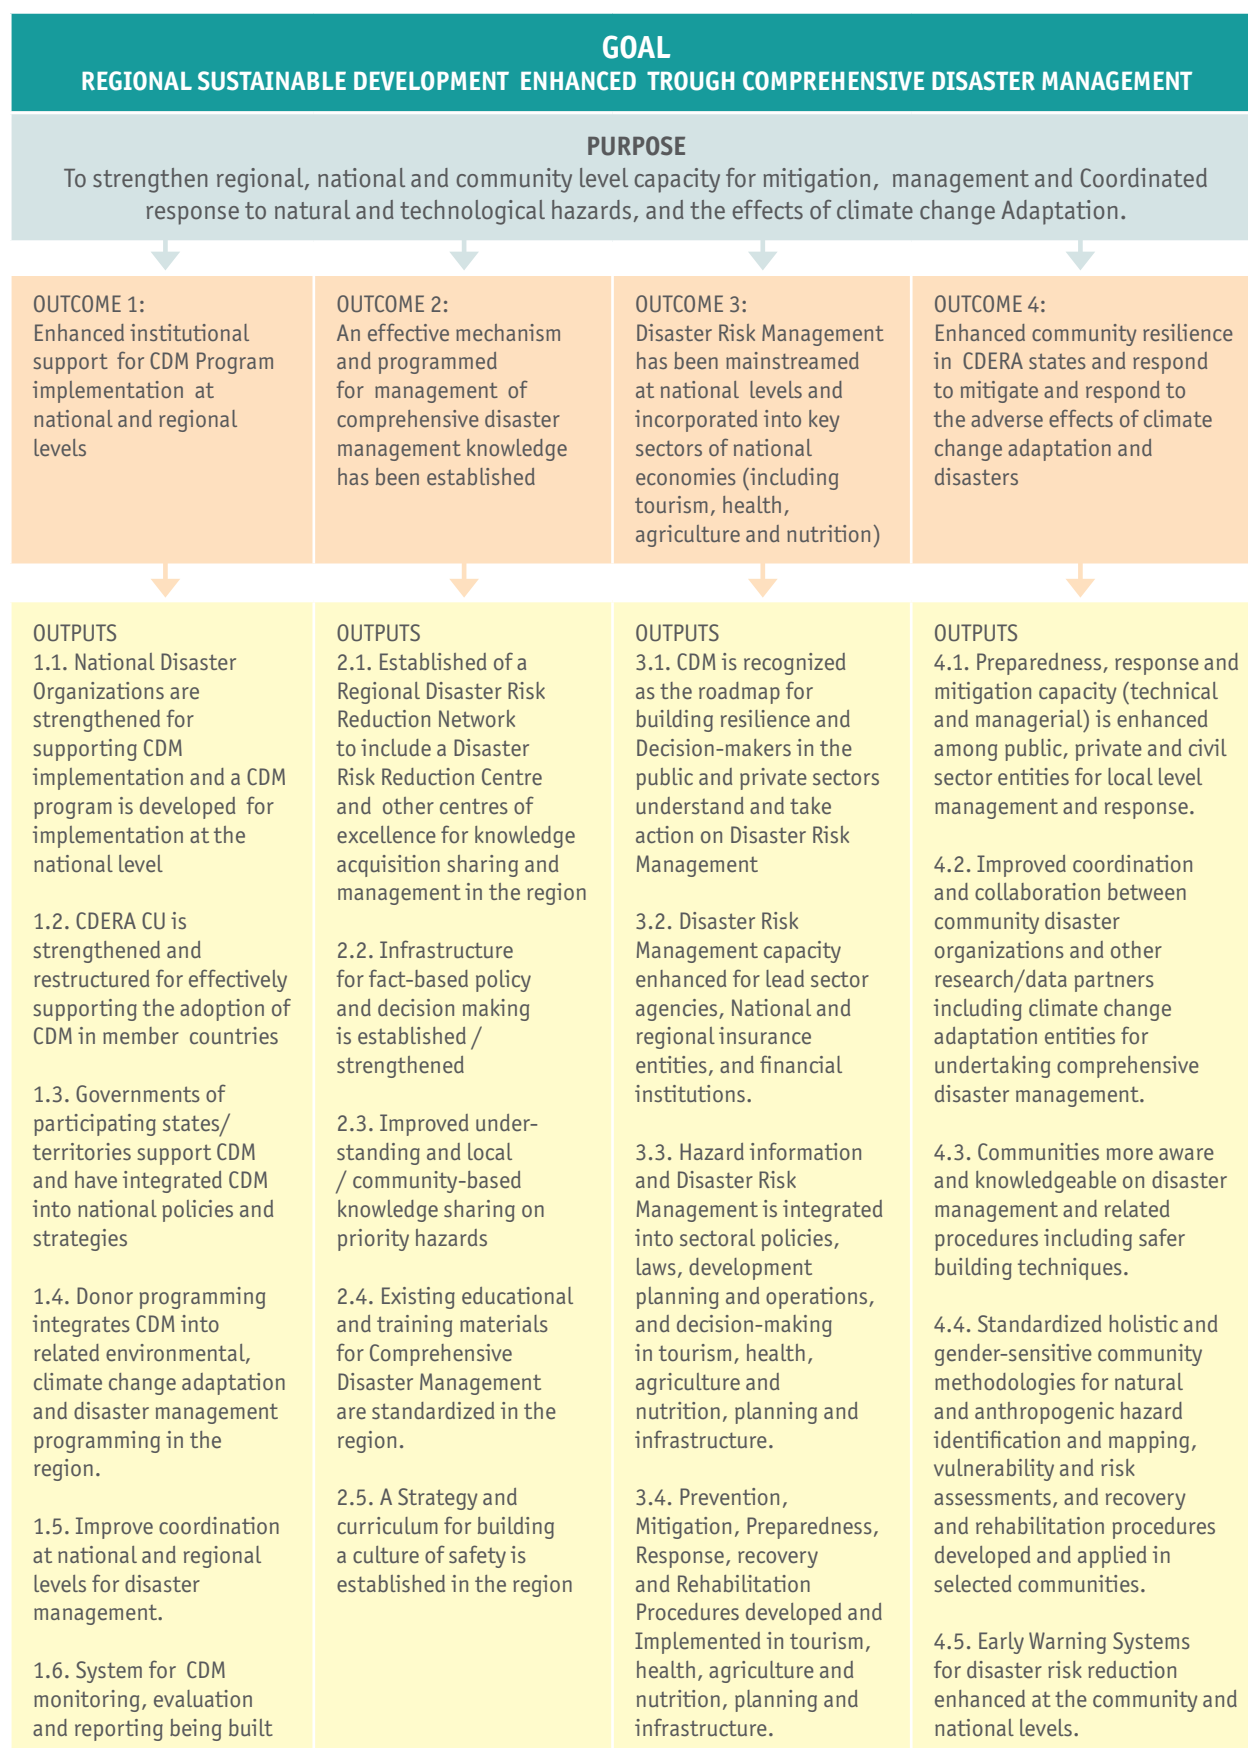 GOAL
REGIONAL SUSTAINABLE DEVELOPMENT ENHANCED TROUGH COMPREHENSIVE DISASTER MANAGEMENT
PURPOSE
To strengthen regional, national and community level capacity for mitigation, management and Coordinated
response to natural and technological hazards, and the effects of climate change Adaptation.
OUTCOME 1:
Enhanced institutional
support for CDM Program
implementation at
national and regional
levels
OUTCOME 2:
An effective mechanism
and programmed
for management of
comprehensive disaster
management knowledge
has been established
OUTCOME 3:
Disaster Risk Management
has been mainstreamed
at national levels and
incorporated into key
sectors of national
economies (including
tourism, health,
agriculture and nutrition)
OUTCOME 4:
Enhanced community resilience
in CDERA states and respond
to mitigate and respond to
the adverse effects of climate
change adaptation and
disasters
OUTPUTS
1.1. National Disaster
Organizations are
strengthened for
supporting CDM
implementation and a CDM
program is developed for
implementation at the
national level
1.2. CDERA CU is
strengthened and
restructured for effectively
supporting the adoption of
CDM in member countries
1.3. Governments of
participating states/
territories support CDM
and have integrated CDM
into national policies and
strategies
1.4. Donor programming
integrates CDM into
related environmental,
climate change adaptation
and disaster management
programming in the
region.
1.5. Improve coordination
at national and regional
levels for disaster
management.
1.6. System for CDM
monitoring, evaluation
and reporting being built
OUTPUTS
2.1. Established of a
Regional Disaster Risk
Reduction Network
to include a Disaster
Risk Reduction Centre
and other centres of
excellence for knowledge
acquisition sharing and
management in the region
2.2. Infrastructure
for fact-based policy
and decision making
is established /
strengthened
2.3. Improved under-
standing and local
/ community-based
knowledge sharing on
priority hazards
2.4. Existing educational
and training materials
for Comprehensive
Disaster Management
are standardized in the
region.
2.5. A Strategy and
curriculum for building
a culture of safety is
established in the region
OUTPUTS
3.1. CDM is recognized
as the roadmap for
building resilience and
Decision-makers in the
public and private sectors
understand and take
action on Disaster Risk
Management
3.2. Disaster Risk
Management capacity
enhanced for lead sector
agencies, National and
regional insurance
entities, and financial
institutions.
3.3. Hazard information
and Disaster Risk
Management is integrated
into sectoral policies,
laws, development
planning and operations,
and decision-making
in tourism, health,
agriculture and
nutrition, planning and
infrastructure.
3.4. Prevention,
Mitigation, Preparedness,
Response, recovery
and Rehabilitation
Procedures developed and
Implemented in tourism,
health, agriculture and
nutrition, planning and
infrastructure.
OUTPUTS
4.1. Preparedness, response and
mitigation capacity (technical
and managerial) is enhanced
among public, private and civil
sector entities for local level
management and response.
4.2. Improved coordination
and collaboration between
community disaster
organizations and other
research/data partners
including climate change
adaptation entities for
undertaking comprehensive
disaster management.
4.3. Communities more aware
and knowledgeable on disaster
management and related
procedures including safer
building techniques.
4.4. Standardized holistic and
gender-sensitive community
methodologies for natural
and anthropogenic hazard
identification and mapping,
vulnerability and risk
assessments, and recovery
and rehabilitation procedures
developed and applied in
selected communities.
4.5. Early Warning Systems
for disaster risk reduction
enhanced at the community and
national levels.